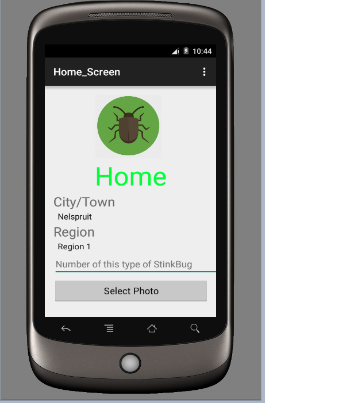 10:44
Home_Screen
Home
City/Town
Nelspruit
Region
Region 1
Number of this type of StinkBug
Select Photo